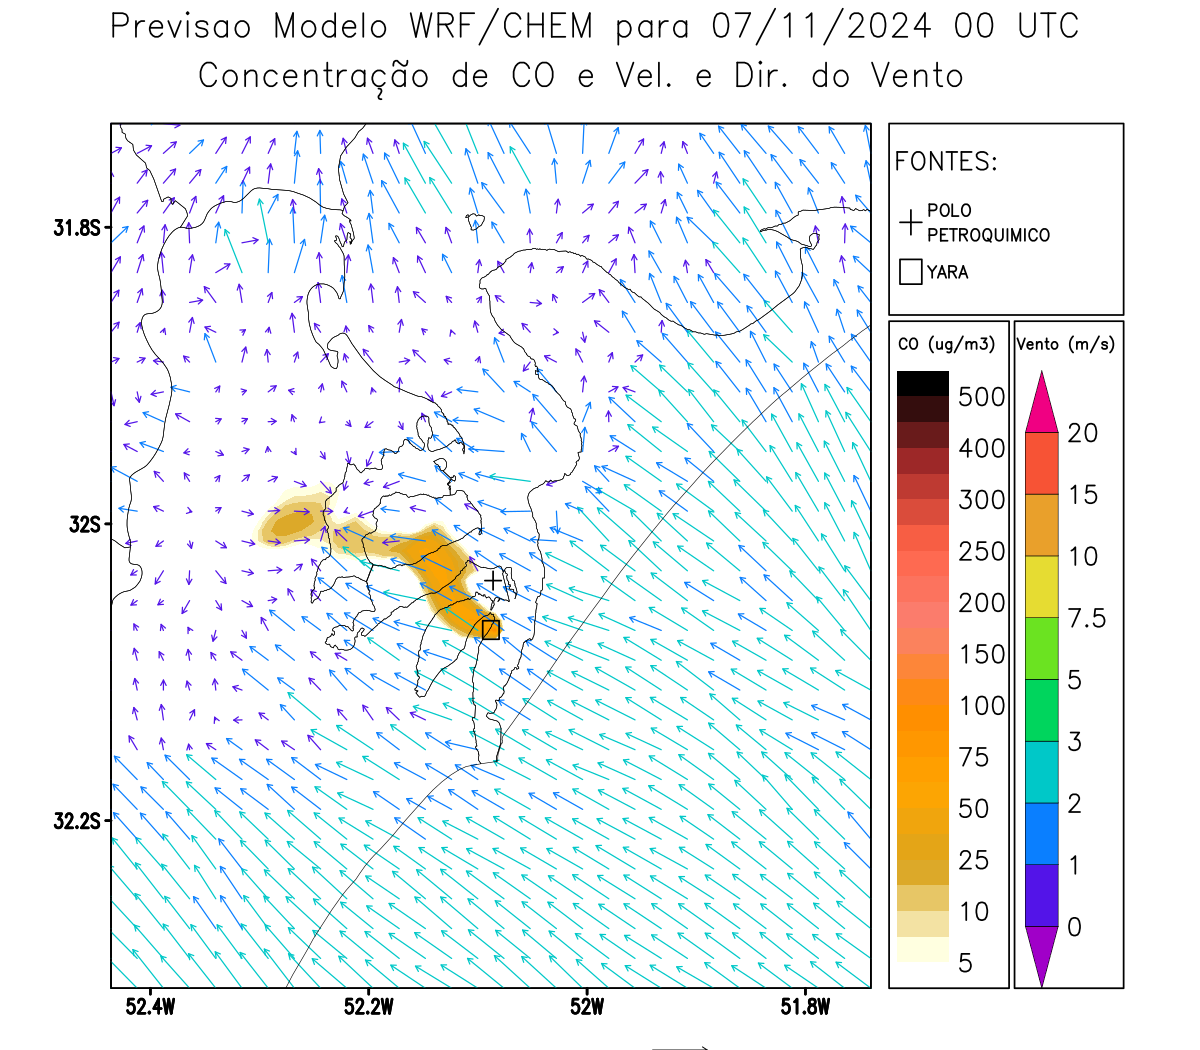 Previsao Modelo WRF/CHEM para 07/11/2024 00 UTC
Concentração de CO e Vel. e Dir. do Vento
FONTES:
POLO
PETROQUIMICO
YARA
CO (ug/m3)
500
400
300
250
200
150
100
75
50
25
10
5
Vento (m/s)
20
15
10
7.5
5
3
2
1
0
31.8S
32S
32.2S
52.4W
52.2W
52W
51.8W